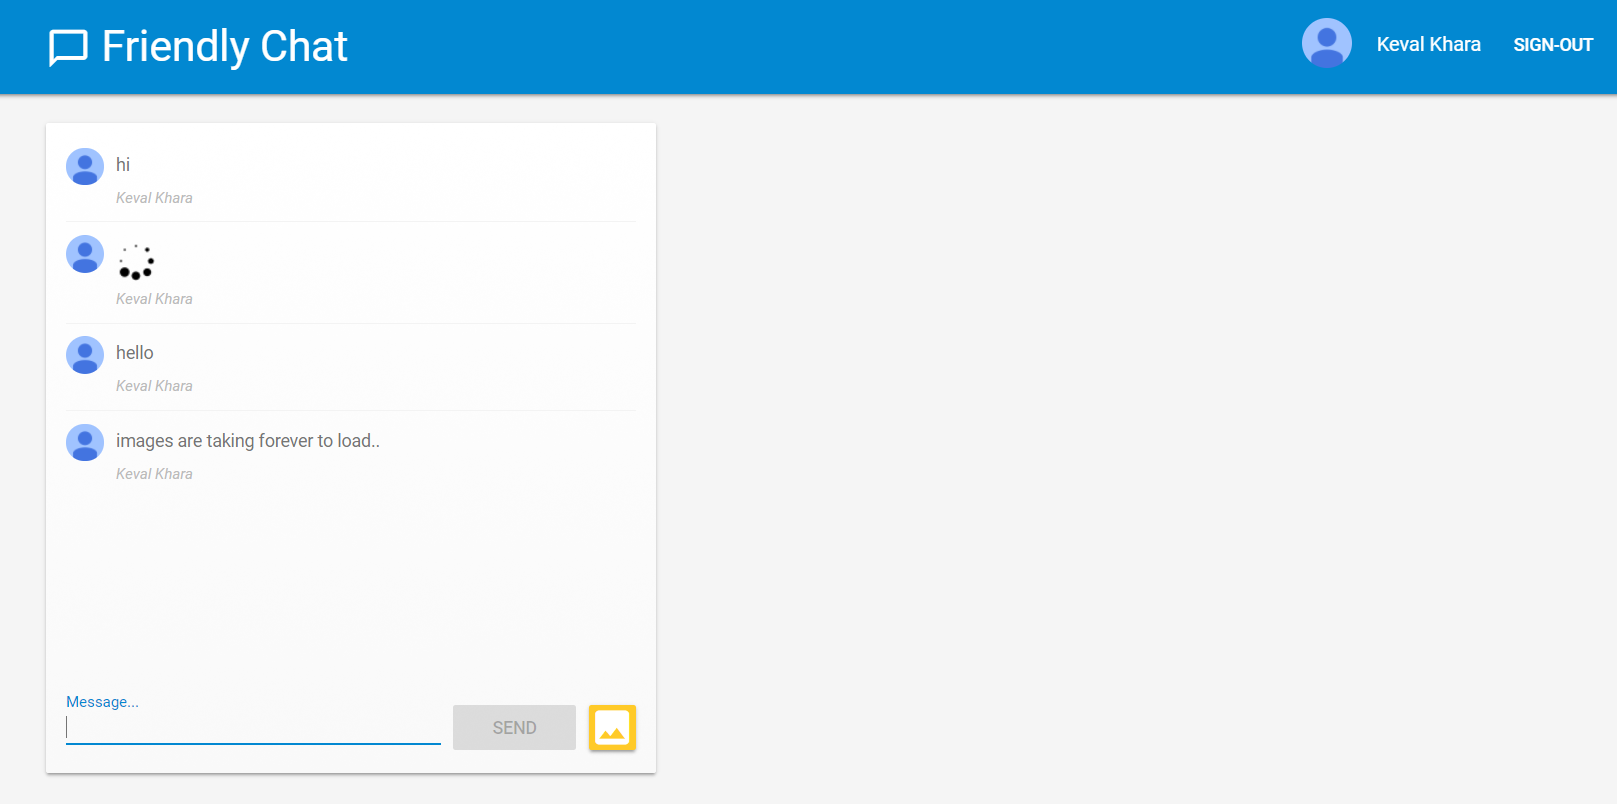 Friendly Chat
Keval Khara
SIGN-OUT
hi
Keval Khara
Keval Khara
hello
Keval Khara
images are taking forever to load..
Keval Khara
Message...
SEND